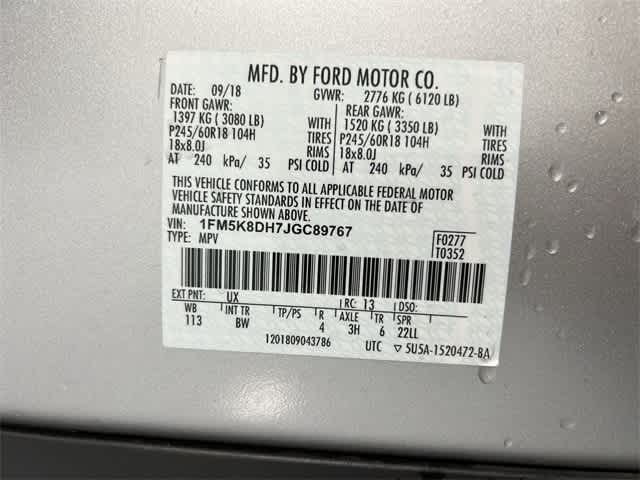 MFD. BY FORD MOTOR CO.
DATE: 09/18 GVWR: 2776 KG ( 6120 LB)
FRONT GAWR: REAR GAWR:
1397 KG ( 3080 LB) WITH 1520 KG ( 3350 LB) WITH
P245/60R18 104H TIRES P245/60R18 104H TIRES
18x8.0J RIMS 18x8.0J RIMS
AT 240 kPa/ 35 PSI COLD AT 240 kPa/ 35 PSI COLD
THIS VEHICLE CONFORMS TO ALL APPLICABLE FEDERAL MOTOR
VEHICLE SAFETY STANDARDS IN EFFECT ON THE DATE OF
MANUFACTURE SHOWN ABOVE.
VIN: 1FM5K8DH7JGC89767
TYPE: MPV F0277
T0352
EXT PNT: UX RC: 13 DSO:
WB INT TR TP/PS R AXLE TR SPR
113 BW 4 3H 6 22LL
1201809043786 UTC ▽ 5U5A-1520472-BA